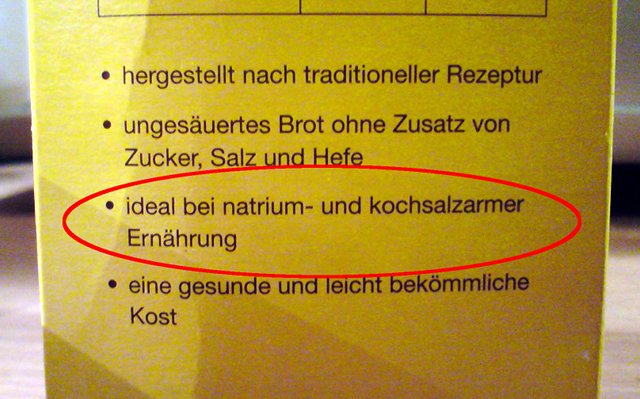 • hergestellt nach traditioneller Rezeptur
• ungesäuertes Brot ohne Zusatz von
Zucker, Salz und Hefe
• ideal bei natrium- und kochsalzarmer
Ernährung
• eine gesunde und leicht bekömmliche
Kost